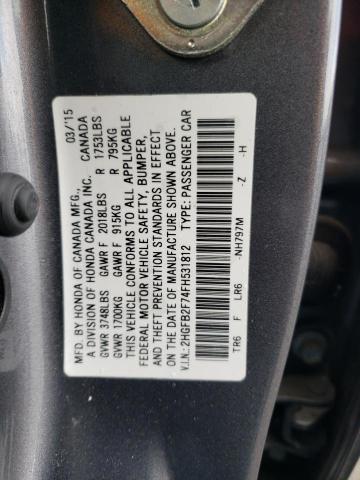 MFD. BY HONDA OF CANADA MFG., 03/'15
A DIVISION OF HONDA CANADA INC. CANADA
GVWR 3748LBS GAWR F 2018LBS R 1753LBS
GVWR 1700KG GAWR F 915KG R 795KG
THIS VEHICLE CONFORMS TO ALL APPLICABLE
FEDERAL MOTOR VEHICLE SAFETY, BUMPER,
AND THEFT PREVENTION STANDARDS IN EFFECT
ON THE DATE OF MANUFACTURE SHOWN ABOVE.
V.I.N.: 2HGFB2F74FH531812 TYPE: PASSENGER CAR
TR6 F LR6 -NH797M -Z -H